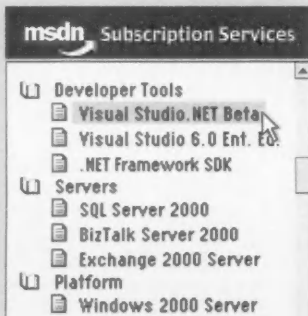 msdn Subscription Services
Developer Tools
Visual Studio.NET Beta
Visual Studio 6.0 Ent. Ed.
.NET Framework SDK
Servers
SQL Server 2000
BizTalk Server 2000
Exchange 2000 Server
Platform
Windows 2000 Server